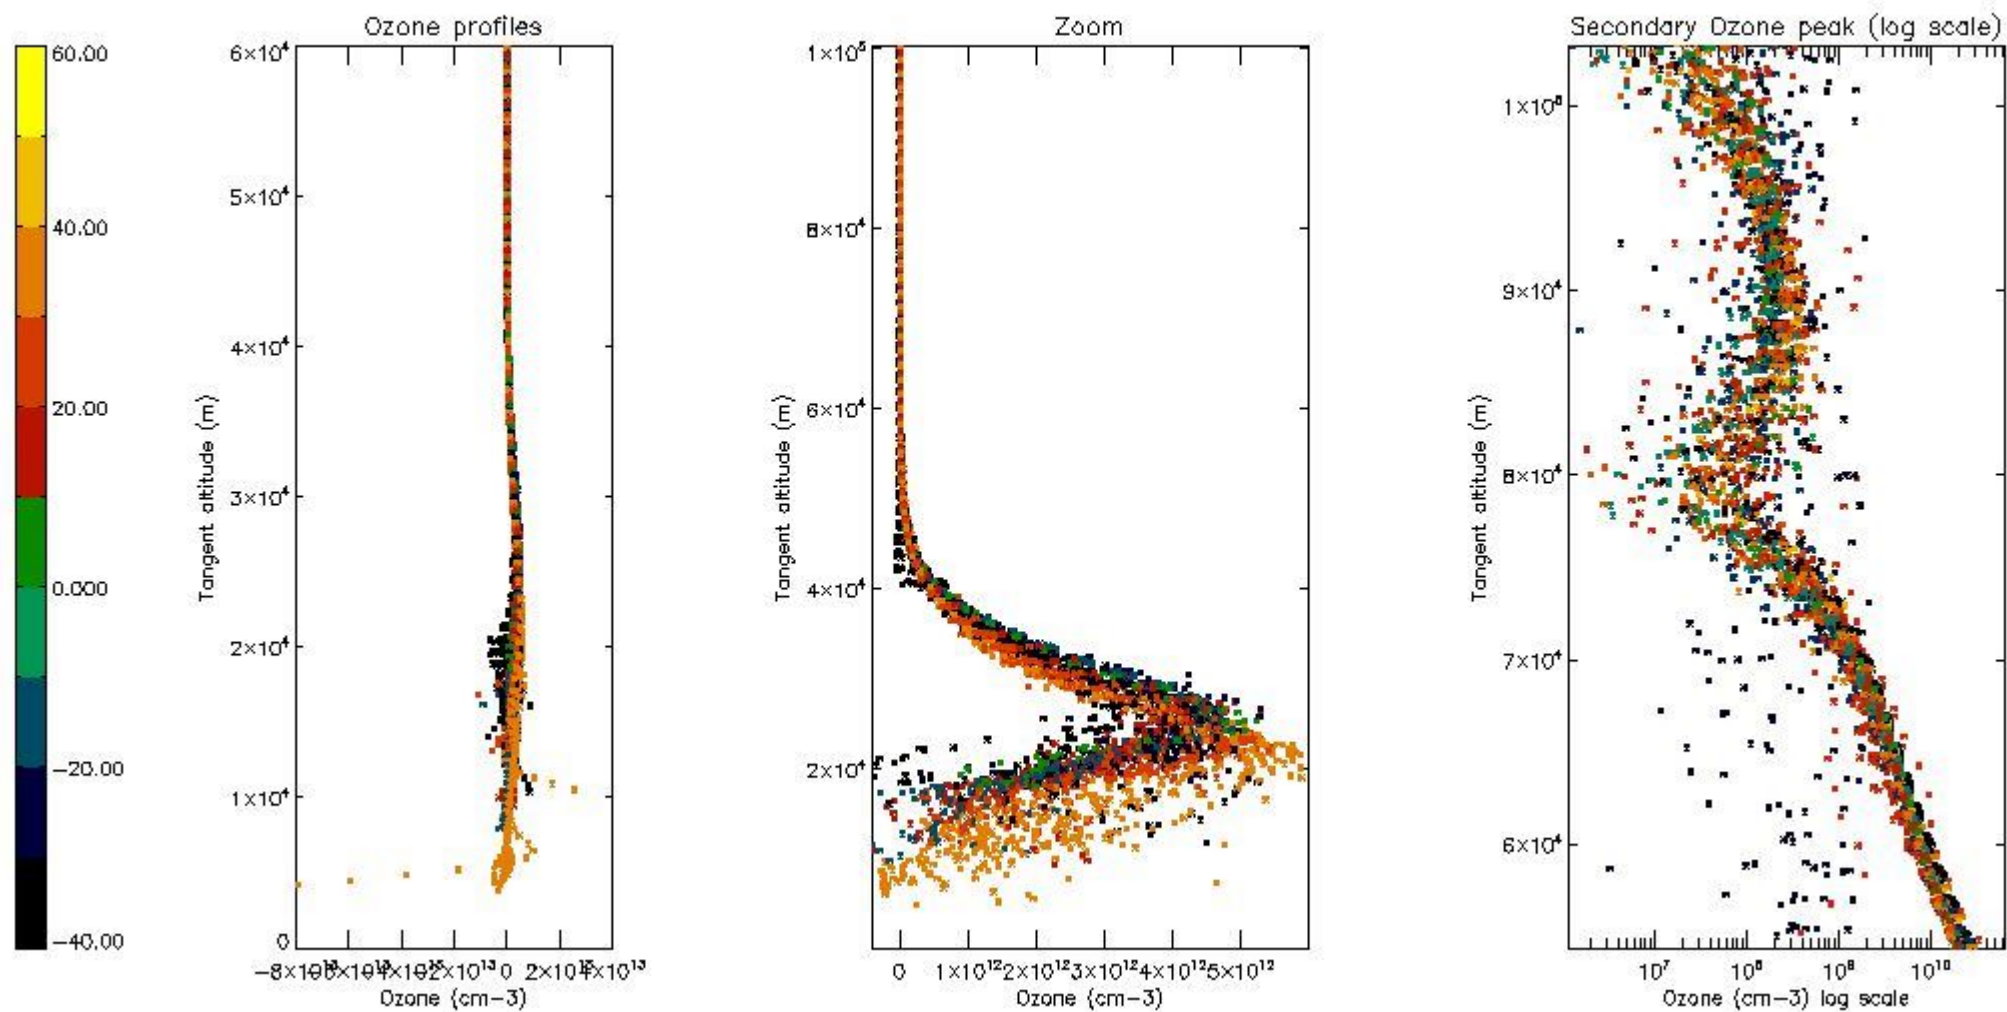 Ozone profiles
Zoom
Secondary Ozone peak (log scale)
60.00
40.00
20.00
0.000
−20.00
−40.00
6×10⁴
5×10⁴
4×10⁴
3×10⁴
2×10⁴
1×10⁴
0
Tangent altitude (m)
0
Ozone (cm−3)
1×10⁵
8×10⁴
6×10⁴
4×10⁴
2×10⁴
Tangent altitude (m)
0 1×10¹² 2×10¹² 3×10¹² 4×10¹² 5×10¹²
Ozone (cm−3)
9×10⁴
8×10⁴
7×10⁴
6×10⁴
Tangent altitude (m)
10⁷ 10⁸ 10⁹ 10¹⁰
Ozone (cm−3) log scale